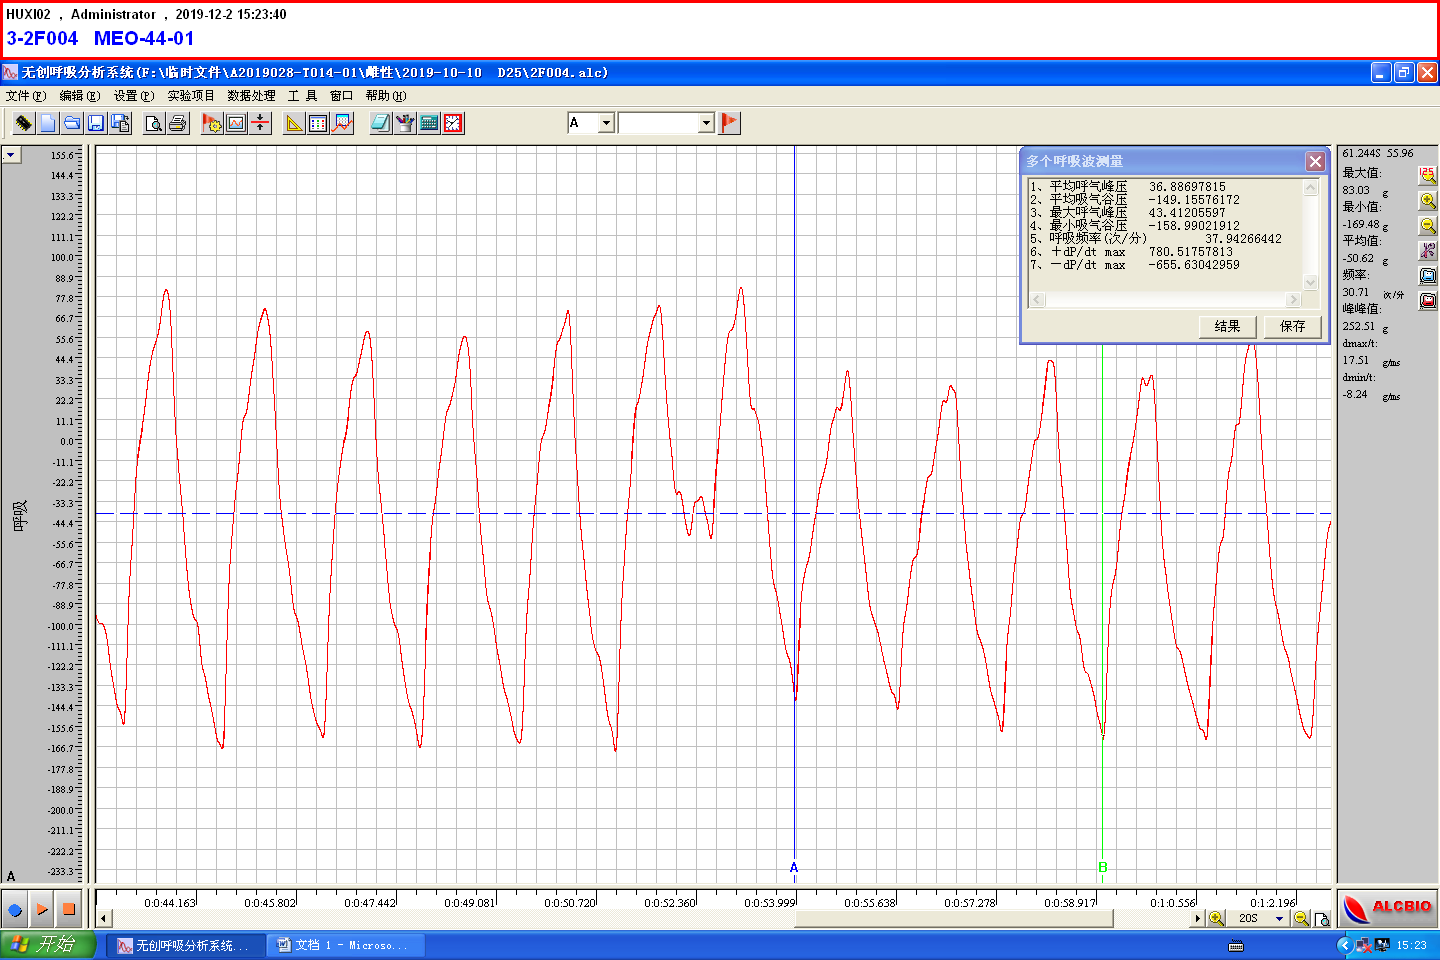 HUXI02 , Administrator , 2019-12-2 15:23:40
3-2F004 MEO-44-01
无创呼吸分析系统(F:\临时文件\A2019028-T014-01\雌性\2019-10-10 D25\2F004.alc)
文件(F) 编辑(E) 设置(P) 实验项目 数据处理 工 具 窗口 帮助(H)
A
155.6
144.4
133.3
122.2
111.1
100.0
88.9
77.8
66.7
55.6
44.4
33.3
22.2
11.1
0.0
-11.1
-22.2
-33.3
-44.4
-55.6
-66.7
-77.8
-88.9
-100.0
-111.1
-122.2
-133.3
-144.4
-155.6
-166.7
-177.8
-188.9
-200.0
-211.1
-222.2
-233.3
呼吸
A
多个呼吸波测量
1、平均呼气峰压 36.88697815
2、平均吸气谷压 -149.15576172
3、最大呼气峰压 43.41205597
4、最小吸气谷压 -158.99021912
5、呼吸频率(次/分) 37.94266442
6、+dP/dt max 780.51757813
7、-dP/dt max -655.63042959
结果 保存
A
B
61.244S 55.96
最大值:
83.03 g
最小值:
-169.48 g
平均值:
-50.62 g
频率:
30.71 次/分
峰峰值:
252.51 g
dmax/t:
17.51 g/ms
dmin/t:
-8.24 g/ms
125
0:0:44.163 0:0:45.802 0:0:47.442 0:0:49.081 0:0:50.720 0:0:52.360 0:0:53.999 0:0:55.638 0:0:57.278 0:0:58.917 0:1:0.556 0:1:2.196
20S
ALCBIO
开始 无创呼吸分析系统... 文档 1 - Microso... 15:23